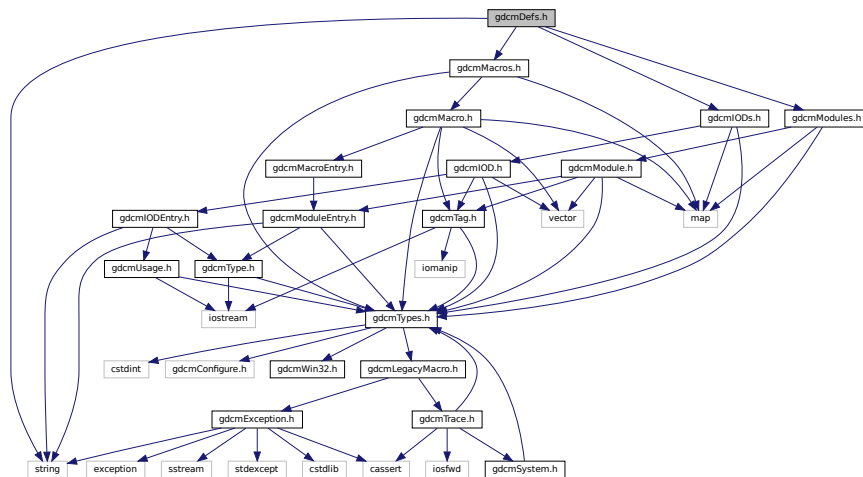 gdcmDefs.h
gdcmMacros.h
gdcmMacro.h
gdcmIODs.h
gdcmModules.h
gdcmMacroEntry.h
gdcmIOD.h
gdcmModule.h
gdcmIODEntry.h
gdcmModuleEntry.h
gdcmTag.h
vector
map
gdcmUsage.h
gdcmType.h
iomanip
iostream
gdcmTypes.h
cstdint
gdcmConfigure.h
gdcmWin32.h
gdcmLegacyMacro.h
gdcmException.h
gdcmTrace.h
string
exception
sstream
stdexcept
cstdlib
cassert
iosfwd
gdcmSystem.h